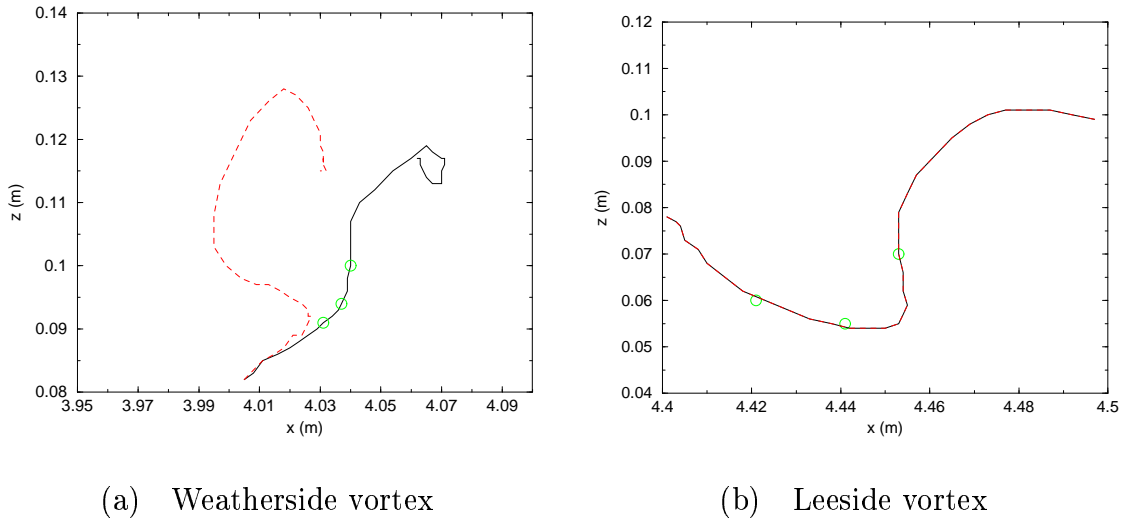 0.14
0.13
0.12
0.11
0.1
0.09
0.08
z (m)
3.95 3.97 3.99 4.01 4.03 4.05 4.07 4.09
x (m)
0.12
0.11
0.1
0.09
0.08
0.07
0.06
0.05
0.04
z (m)
4.4 4.42 4.44 4.46 4.48 4.5
x (m)
(a) Weatherside vortex
(b) Leeside vortex